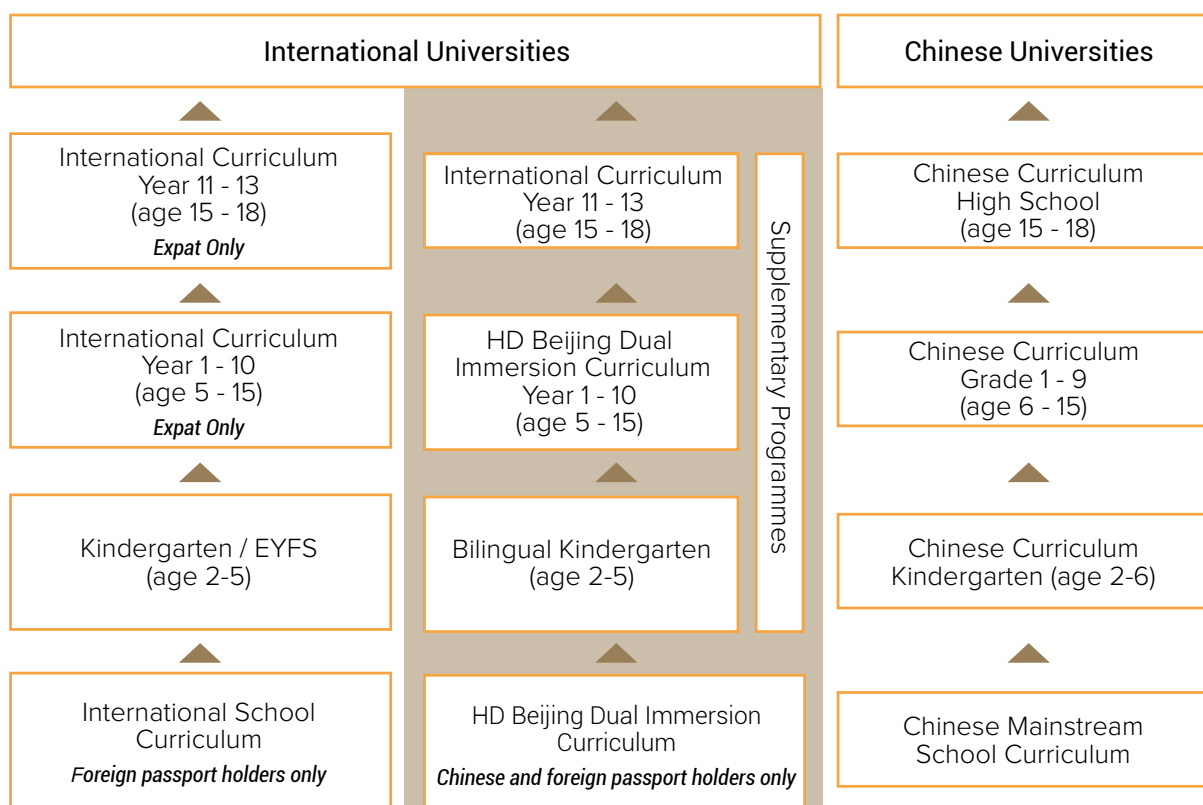 International Universities
Chinese Universities
International Curriculum
Year 11 - 13
(age 15 - 18)
Expat Only
International Curriculum
Year 11 - 13
(age 15 - 18)
Supplementary Programmes
Chinese Curriculum
High School
(age 15 - 18)
International Curriculum
Year 1 - 10
(age 5 - 15)
Expat Only
HD Beijing Dual
Immersion Curriculum
Year 1 - 10
(age 5 - 15)
Chinese Curriculum
Grade 1 - 9
(age 6 - 15)
Kindergarten / EYFS
(age 2-5)
Bilingual Kindergarten
(age 2-5)
Chinese Curriculum
Kindergarten (age 2-6)
International School
Curriculum
Foreign passport holders only
HD Beijing Dual Immersion
Curriculum
Chinese and foreign passport holders only
Chinese Mainstream
School Curriculum